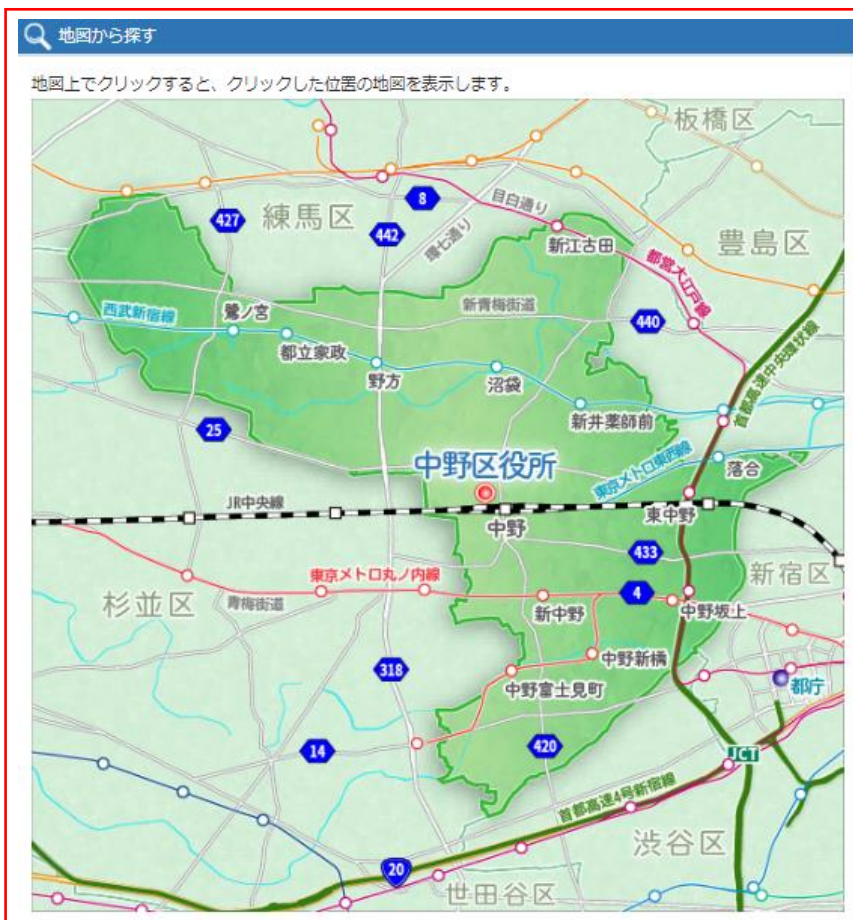 地図から探す
地図上でクリックすると、クリックした位置の地図を表示します。
板橋区
8
目白通り
427
練馬区
442
環七通り
新江古田
豊島区
都営大江戸線
西武新宿線
鷺ノ宮
新青梅街道
440
都立家政
野方
沼袋
首都高速中央環状線
25
新井薬師前
中野区役所
東京メトロ東西線
落合
JR中央線
中野
東中野
433
東京メトロ丸ノ内線
新宿区
杉並区
青梅街道
新中野
4
中野坂上
318
中野新橋
中野富士見町
都庁
14
420
JCT
首都高速4号新宿線
渋谷区
20
世田谷区